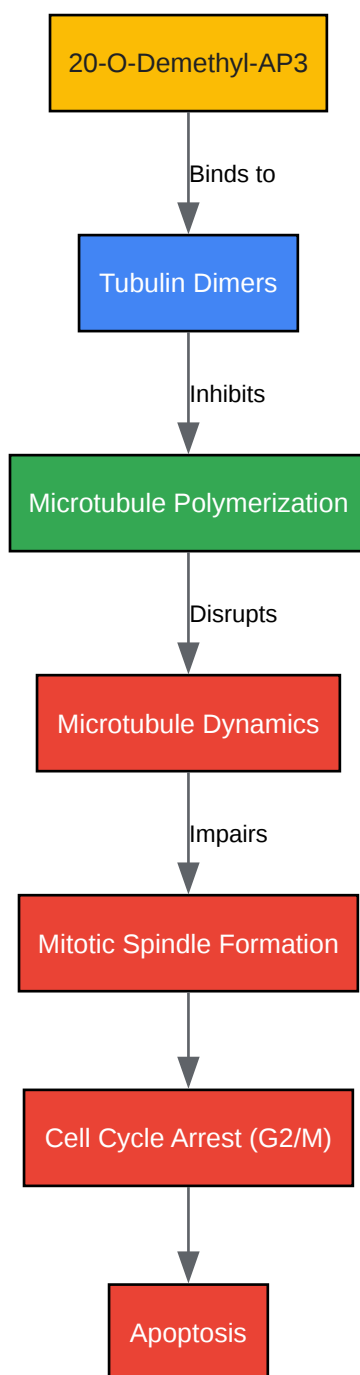 20-O-Demethyl-AP3
Binds to
Tubulin Dimers
Inhibits
Microtubule Polymerization
Disrupts
Microtubule Dynamics
Impairs
Mitotic Spindle Formation
Cell Cycle Arrest (G2/M)
Apoptosis